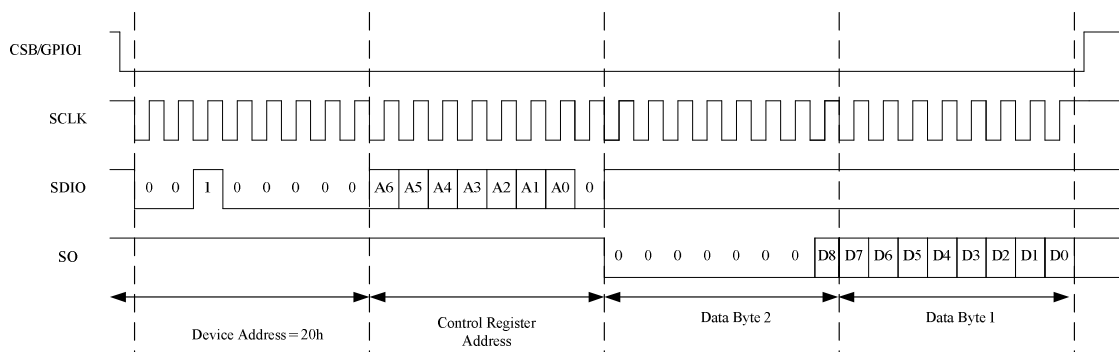 CSB/GPIO1
SCLK
SDIO
0 0 1 0 0 0 0 0 A6 A5 A4 A3 A2 A1 A0 0
SO
0 0 0 0 0 0 0 D8 D7 D6 D5 D4 D3 D2 D1 D0
Device Address = 20h
Control Register
Address
Data Byte 2
Data Byte 1